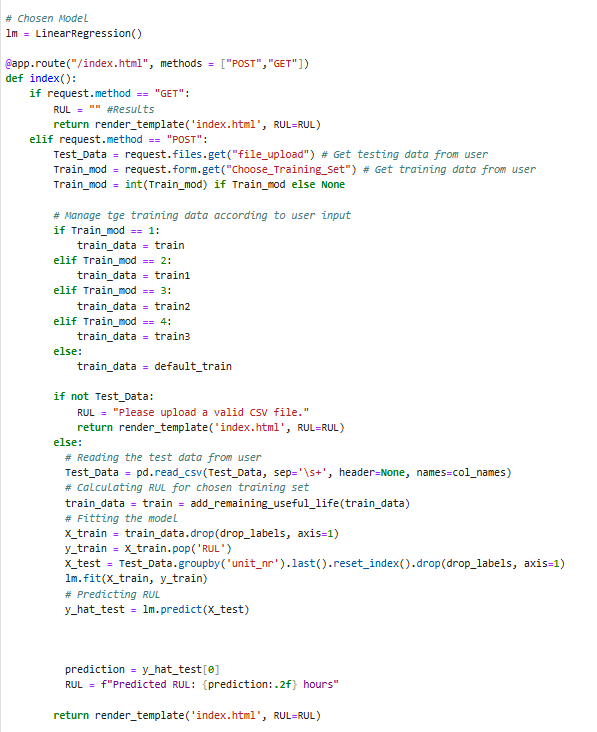 # Chosen Model
lm = LinearRegression()
@app.route("/index.html", methods = ["POST","GET"])
def index():
    if request.method == "GET":
        RUL = "" #Results
        return render_template('index.html', RUL=RUL)
    elif request.method == "POST":
        Test_Data = request.files.get("file_upload") # Get testing data from user
        Train_mod = request.form.get("Choose_Training_Set") # Get training data from user
        Train_mod = int(Train_mod) if Train_mod else None
        # Manage tge training data according to user input
        if Train_mod == 1:
            train_data = train
        elif Train_mod == 2:
            train_data = train1
        elif Train_mod == 3:
            train_data = train2
        elif Train_mod == 4:
            train_data = train3
        else:
            train_data = default_train
        if not Test_Data:
            RUL = "Please upload a valid CSV file."
            return render_template('index.html', RUL=RUL)
        else:
          # Reading the test data from user
          Test_Data = pd.read_csv(Test_Data, sep='\s+', header=None, names=col_names)
          # Calculating RUL for chosen training set
          train_data = train = add_remaining_useful_life(train_data)
          # Fitting the model
          X_train = train_data.drop(drop_labels, axis=1)
          y_train = X_train.pop('RUL')
          X_test = Test_Data.groupby('unit_nr').last().reset_index().drop(drop_labels, axis=1)
          lm.fit(X_train, y_train)
          # Predicting RUL
          y_hat_test = lm.predict(X_test)
          prediction = y_hat_test[0]
          RUL = f"Predicted RUL: {prediction:.2f} hours"
        return render_template('index.html', RUL=RUL)